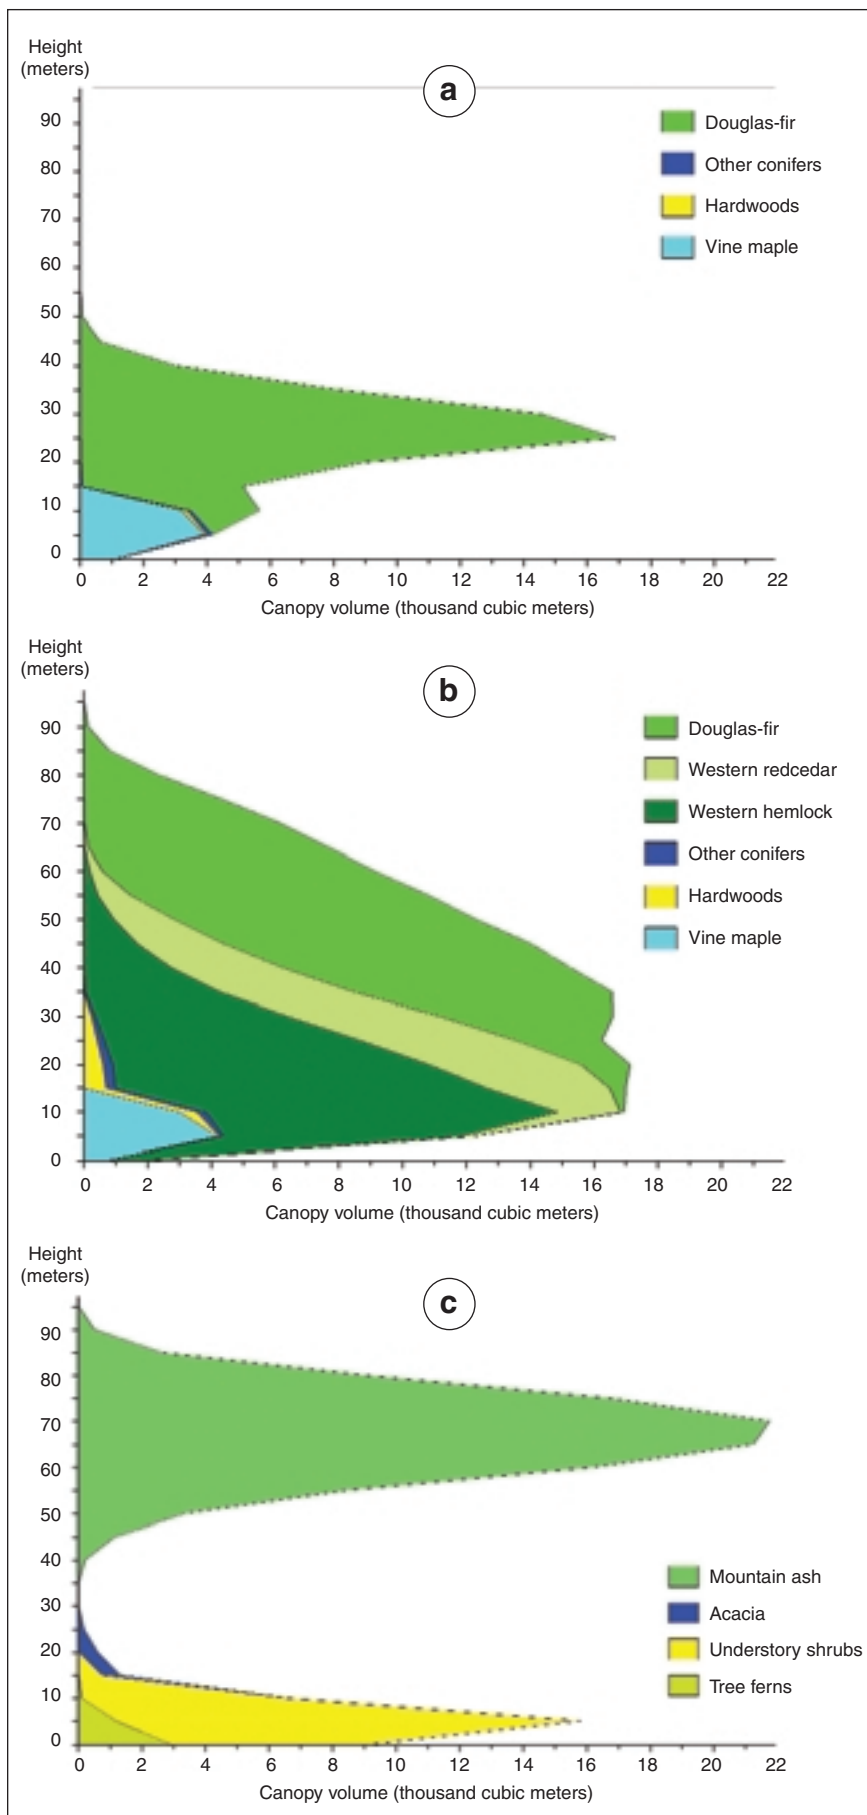 Height
(meters)
a
90
80
70
60
50
40
30
20
10
0
0 2 4 6 8 10 12 14 16 18 20 22
Canopy volume (thousand cubic meters)
Douglas-fir
Other conifers
Hardwoods
Vine maple
Height
(meters)
b
90
80
70
60
50
40
30
20
10
0
0 2 4 6 8 10 12 14 16 18 20 22
Canopy volume (thousand cubic meters)
Douglas-fir
Western redcedar
Western hemlock
Other conifers
Hardwoods
Vine maple
Height
(meters)
c
90
80
70
60
50
40
30
20
10
0
0 2 4 6 8 10 12 14 16 18 20 22
Canopy volume (thousand cubic meters)
Mountain ash
Acacia
Understory shrubs
Tree ferns